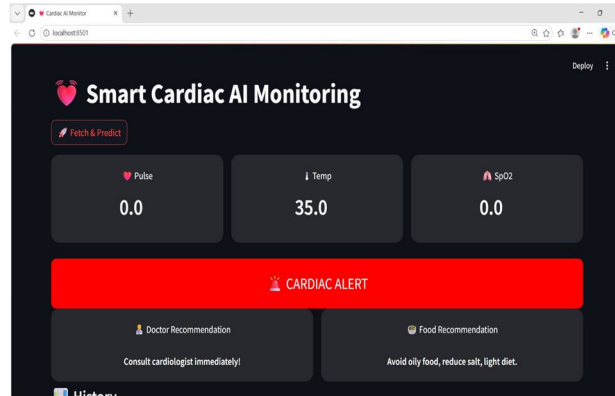 Cardiac AI Monitor
localhost:8501
Deploy
Smart Cardiac AI Monitoring
Fetch & Predict
Pulse
0.0
Temp
35.0
SpO2
0.0
CARDIAC ALERT
Doctor Recommendation
Consult cardiologist immediately!
Food Recommendation
Avoid oily food, reduce salt, light diet.
History